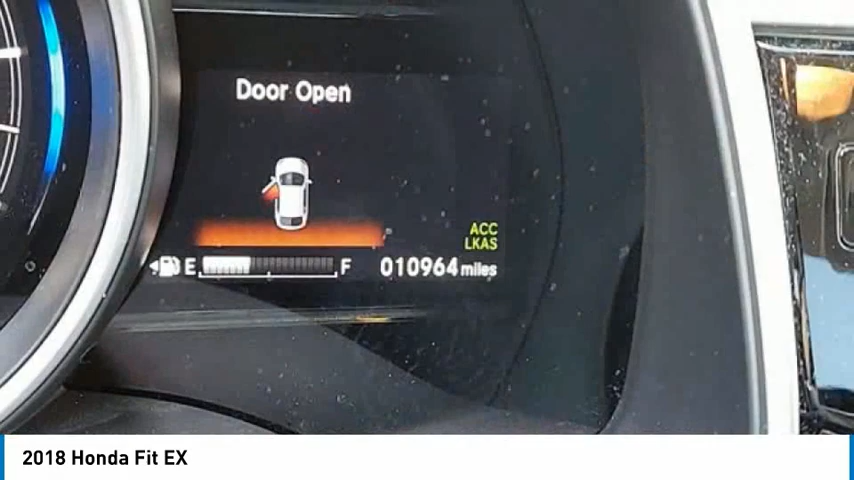 Door Open
ACC
LKAS
E F 010964 miles
2018 Honda Fit EX